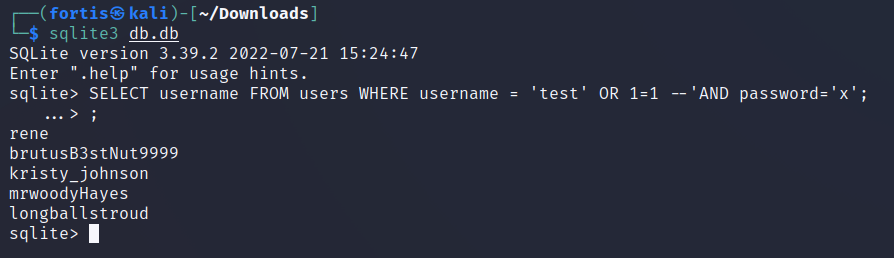 ┌──(fortis㉿kali)-[~/Downloads]
└─$ sqlite3 db.db
SQLite version 3.39.2 2022-07-21 15:24:47
Enter ".help" for usage hints.
sqlite> SELECT username FROM users WHERE username = 'test' OR 1=1 --'AND password='x';
   ...> ;
rene
brutusB3stNut9999
kristy_johnson
mrwoodyHayes
longballstroud
sqlite>